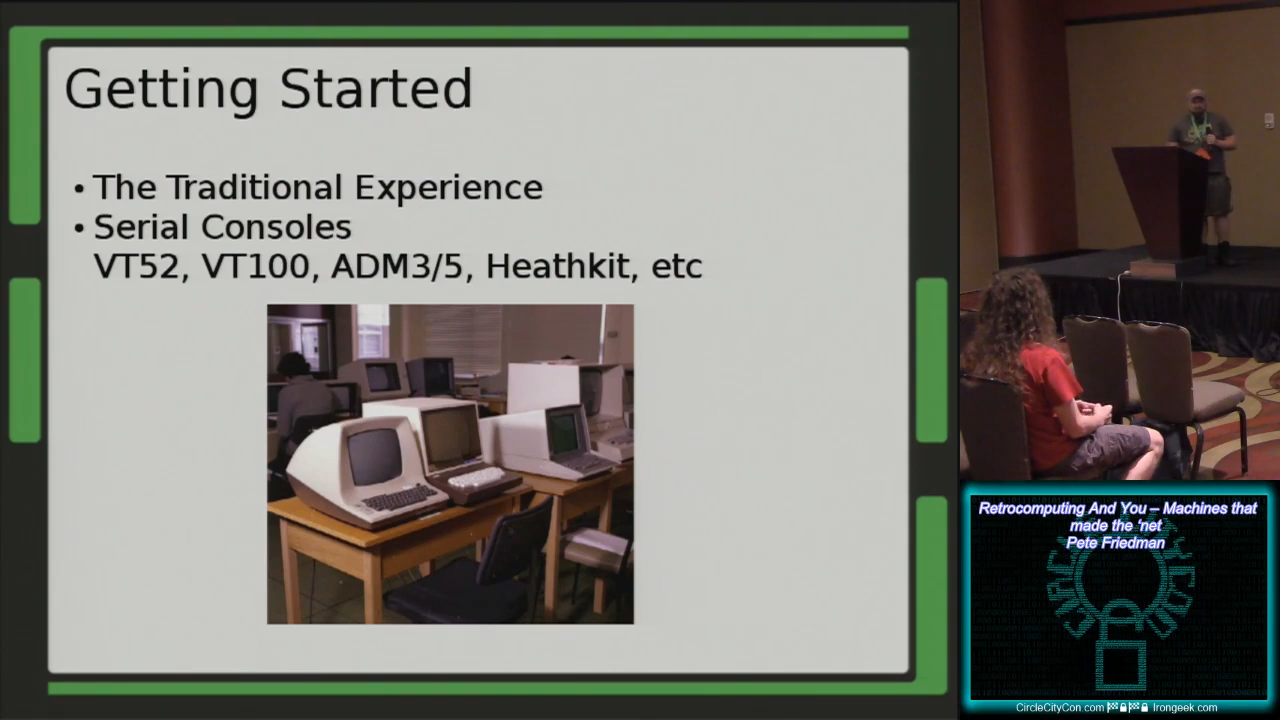 Getting Started
• The Traditional Experience
• Serial Consoles
VT52, VT100, ADM3/5, Heathkit, etc
Retrocomputing And You – Machines that
made the 'net
Pete Friedman
CircleCityCon.com Irongeek.com